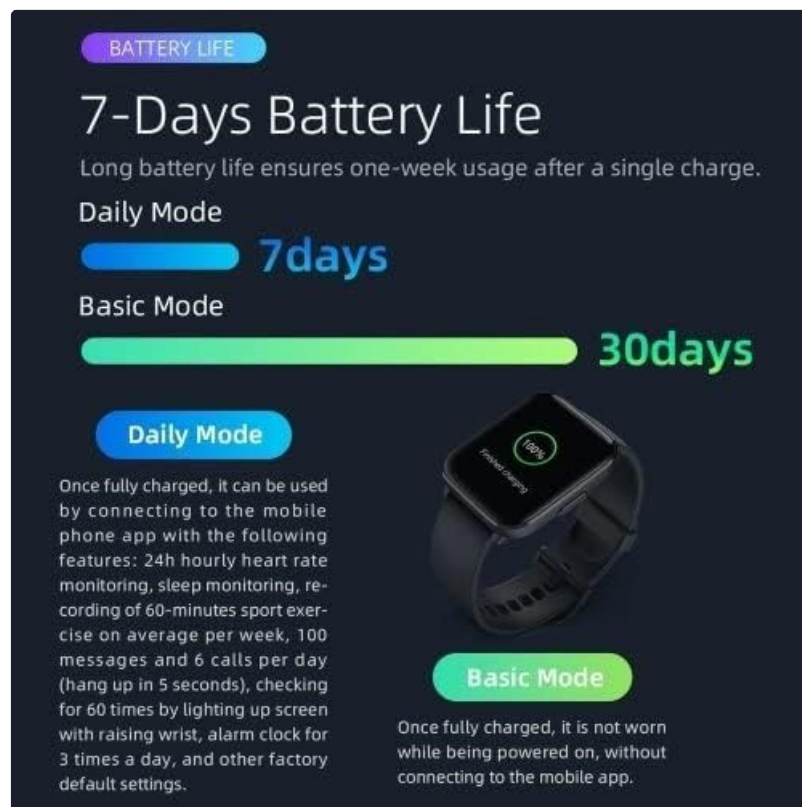 BATTERY LIFE
7-Days Battery Life
Long battery life ensures one-week usage after a single charge.
Daily Mode
7days
Basic Mode
30days
Daily Mode
Once fully charged, it can be used
by connecting to the mobile
phone app with the following
features: 24h hourly heart rate
monitoring, sleep monitoring, re-
cording of 60-minutes sport exer-
cise on average per week, 100
messages and 6 calls per day
(hang up in 5 seconds), checking
for 60 times by lighting up screen
with raising wrist, alarm clock for
3 times a day, and other factory
default settings.
100%
Finished charging
Basic Mode
Once fully charged, it is not worn
while being powered on, without
connecting to the mobile app.